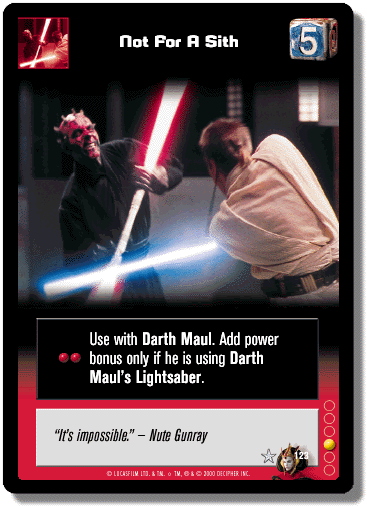 Not For A Sith
5
Use with Darth Maul. Add power
bonus only if he is using Darth
Maul's Lightsaber.
“It's impossible.” – Nute Gunray
123
© LUCASFILM LTD. & TM. ☆ TM, ® & © 2000 DECIPHER INC.